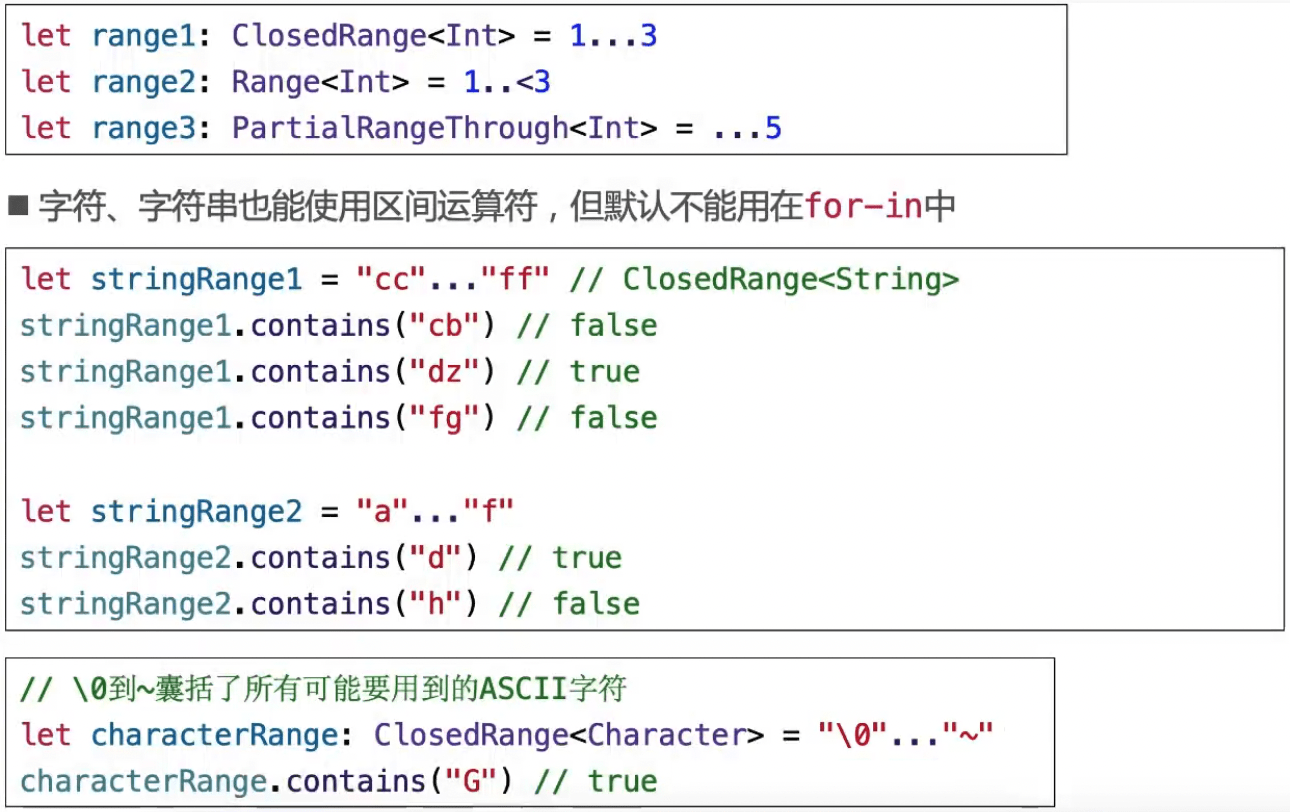 let range1: ClosedRange<Int> = 1...3
let range2: Range<Int> = 1..<3
let range3: PartialRangeThrough<Int> = ...5
■ 字符、字符串也能使用区间运算符，但默认不能用在for-in中
let stringRange1 = "cc"..."ff" // ClosedRange<String>
stringRange1.contains("cb") // false
stringRange1.contains("dz") // true
stringRange1.contains("fg") // false
let stringRange2 = "a"..."f"
stringRange2.contains("d") // true
stringRange2.contains("h") // false
// \0到~囊括了所有可能要用到的ASCII字符
let characterRange: ClosedRange<Character> = "\0"..."~"
characterRange.contains("G") // true